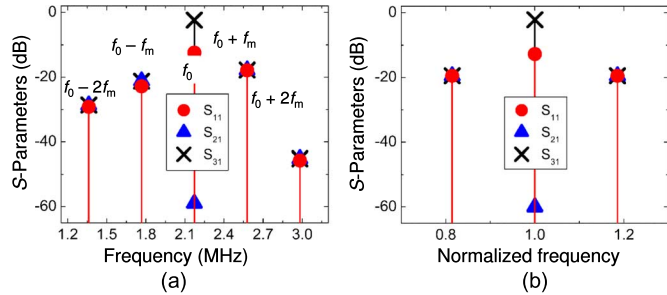 S-Parameters (dB)
0
-20
-40
-60
f₀ − 2fₘ
f₀ − fₘ
f₀
f₀ + fₘ
f₀ + 2fₘ
S₁₁
S₂₁
S₃₁
1.2 1.5 1.8 2.1 2.4 2.7 3.0
Frequency (MHz)
(a)
S-Parameters (dB)
0
-20
-40
-60
S₁₁
S₂₁
S₃₁
0.8 1.0 1.2
Normalized frequency
(b)